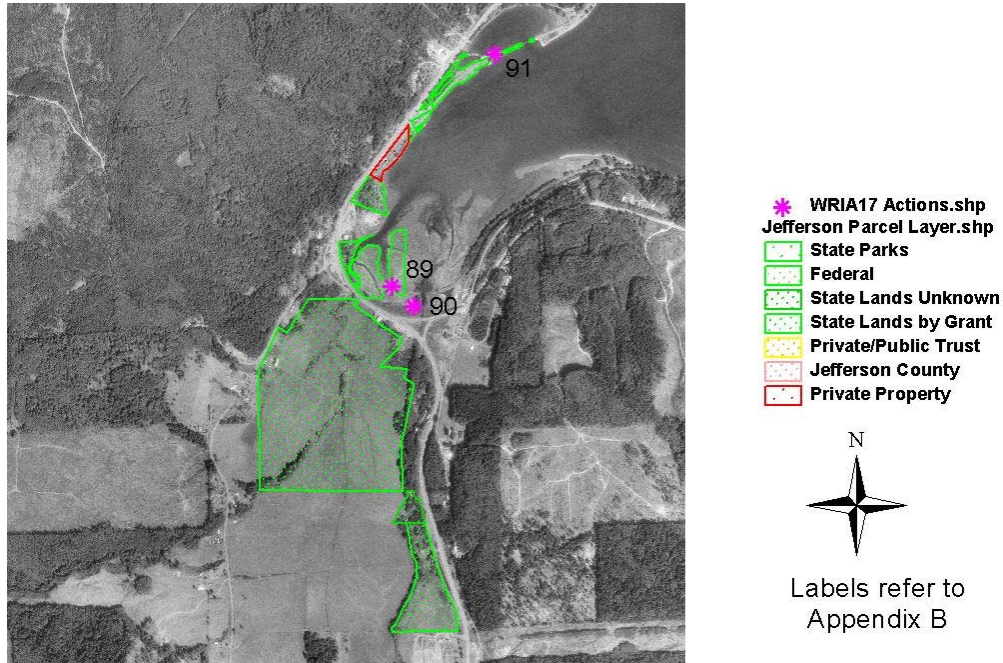 91
89
90
WRIA17 Actions.shp
Jefferson Parcel Layer.shp
State Parks
Federal
State Lands Unknown
State Lands by Grant
Private/Public Trust
Jefferson County
Private Property
N
Labels refer to
Appendix B